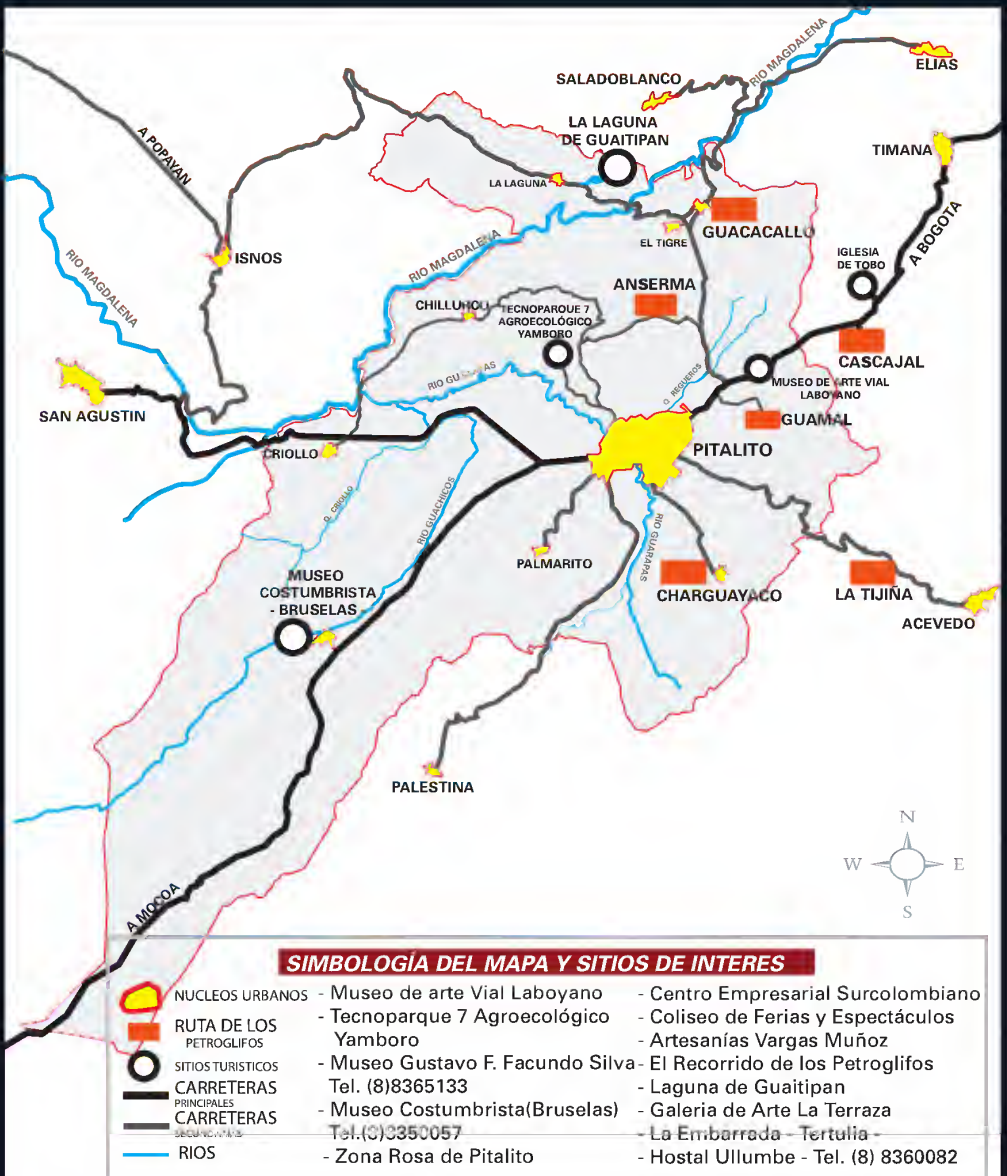 RIO MAGDALENA
ELIAS
SALADOBLANCO
LA LAGUNA
DE GUAITIPAN
A POPAYAN
TIMANA
LA LAGUNA
GUACACALLO
EL TIGRE
A BOGOTA
ISNOS
RIO MAGDALENA
RIO MAGDALENA
IGLESIA
DE TOBO
ANSERMA
CHILLURCO
TECNOPARQUE 7
AGROECOLÓGICO
YAMBORO
CASCAJAL
MUSEO DE ARTE VIAL
LABOYANO
RIO
Q. REGUEROS
SAN AGUSTIN
GUAMAL
CRIOLLO
PITALITO
Q. CRIOLLO
RIO GUACHICOS
RIO GUARAPAS
PALMARITO
MUSEO
COSTUMBRISTA
- BRUSELAS
CHARGUAYACO
LA TIJIÑA
ACEVEDO
PALESTINA
N
W E
S
A MOCOA
SIMBOLOGÍA DEL MAPA Y SITIOS DE INTERES
NUCLEOS URBANOS
RUTA DE LOS
PETROGLIFOS
SITIOS TURISTICOS
CARRETERAS
PRINCIPALES
CARRETERAS
RIOS
- Museo de arte Vial Laboyano
- Tecnoparque 7 Agroecológico
Yamboro
- Museo Gustavo F. Facundo Silva
Tel. (8)8365133
- Museo Costumbrista(Bruselas)
- Zona Rosa de Pitalito
- Centro Empresarial Surcolombiano
- Coliseo de Ferias y Espectáculos
- Artesanías Vargas Muñoz
- El Recorrido de los Petroglifos
- Laguna de Guaitipan
- Galeria de Arte La Terraza
- La Embarrada - Tertulia -
- Hostal Ullumbe - Tel. (8) 8360082